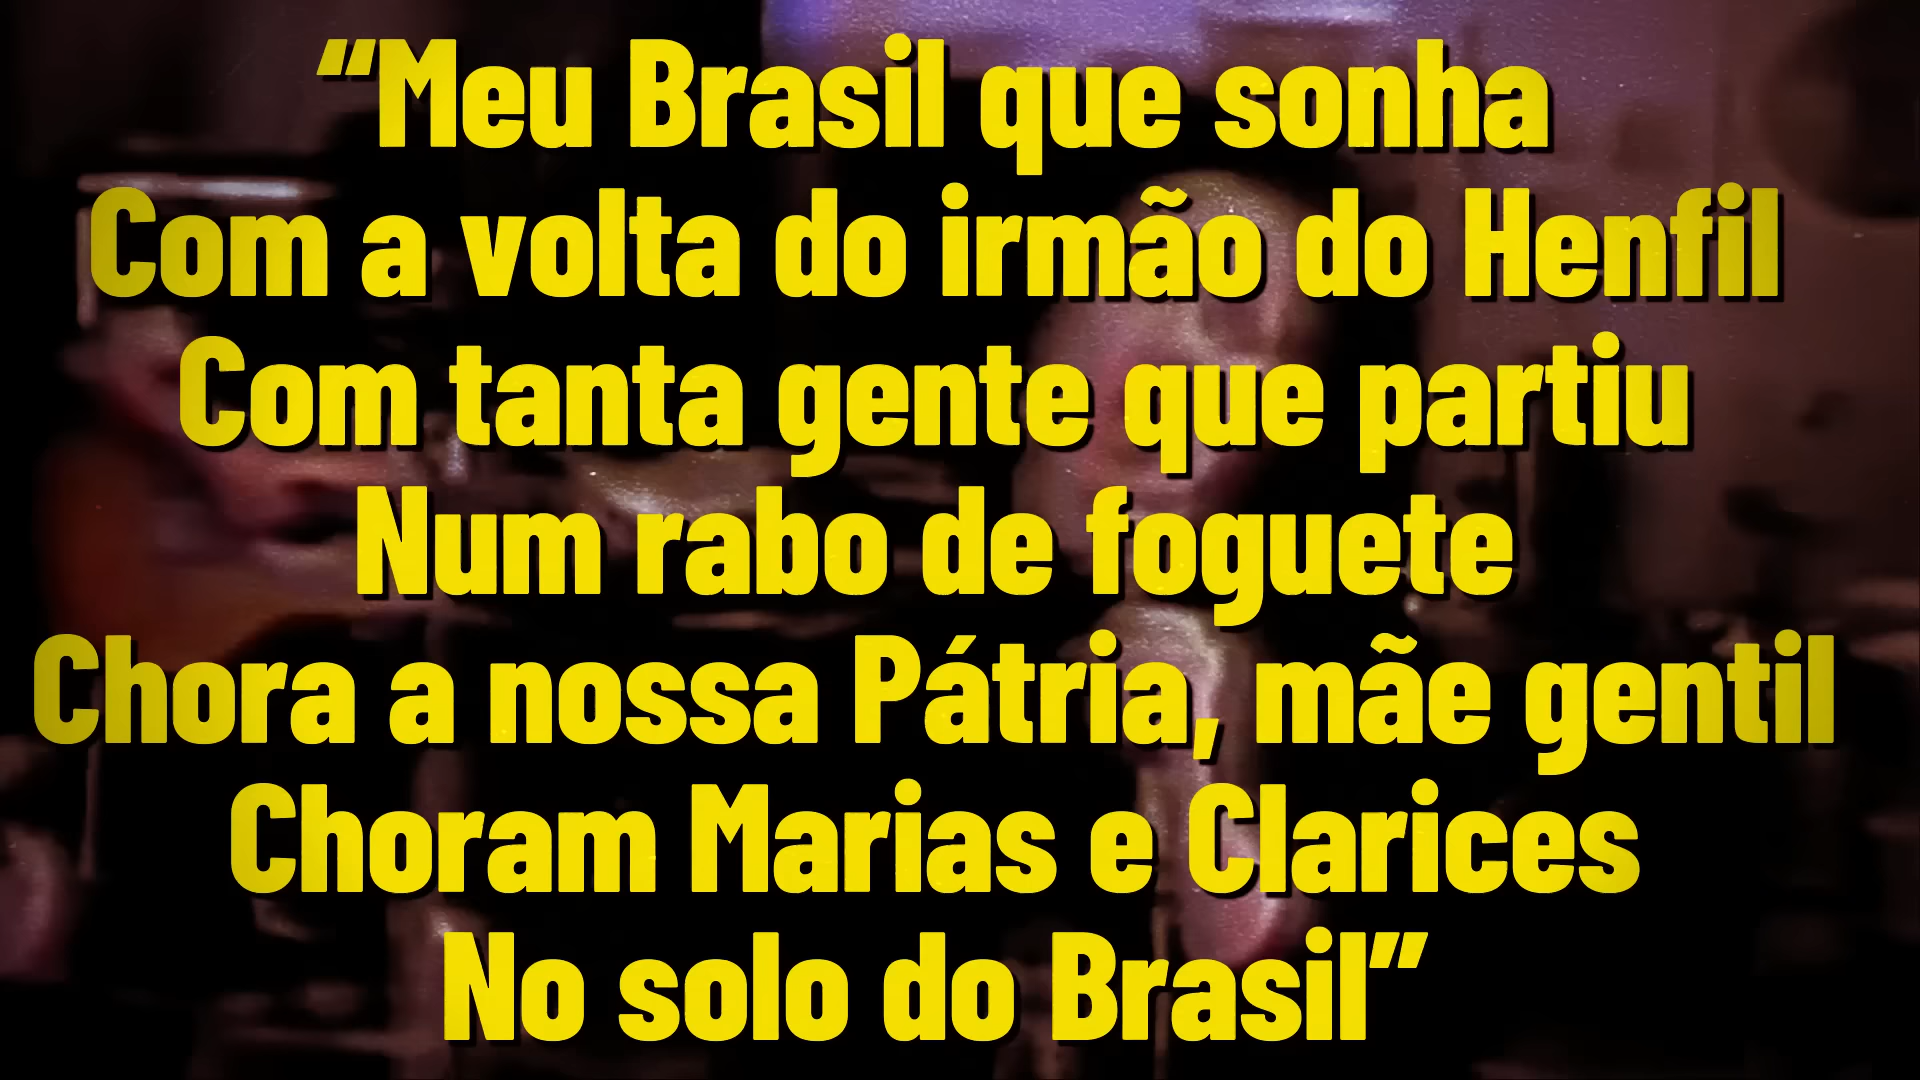 “Meu Brasil que sonha
Com a volta do irmão do Henfil
Com tanta gente que partiu
Num rabo de foguete
Chora a nossa Pátria, mãe gentil
Choram Marias e Clarices
No solo do Brasil”